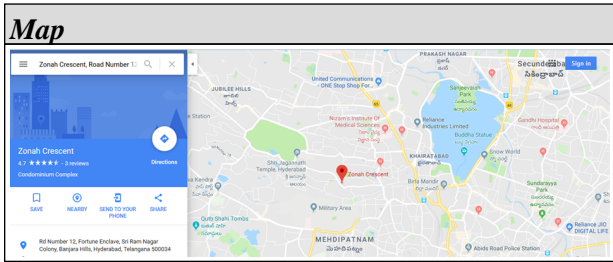 Map
Zonah Crescent, Road Number 12
Zonah Crescent
4.7 ★★★★★ · 3 reviews
Condominium Complex
Directions
SAVE
NEARBY
SEND TO YOUR
PHONE
SHARE
Rd Number 12, Fortune Enclave, Sri Ram Nagar
Colony, Banjara Hills, Hyderabad, Telangana 500034
PRAKASH NAGAR
Sign in
సికింద్రాబాద్
United Communications
- ONE Stop Shop For...
JUBILEE HILLS
Sanjeevaiah
Park
Station
Nizam's Institute Of
Medical Sciences
Reliance
Industries Limited
Gandhi Hospital
Buddha Statue
KHAIRATABAD
Snow World
Shri Jagannath
Temple, Hyderabad
Zonah Crescent
Birla Mandir
Sundarayya
Park
Military Area
Qutb Shahi Tombs
MEHDIPATNAM
Reliance JIO
DIGITAL LIFE
Abids Road Police Station